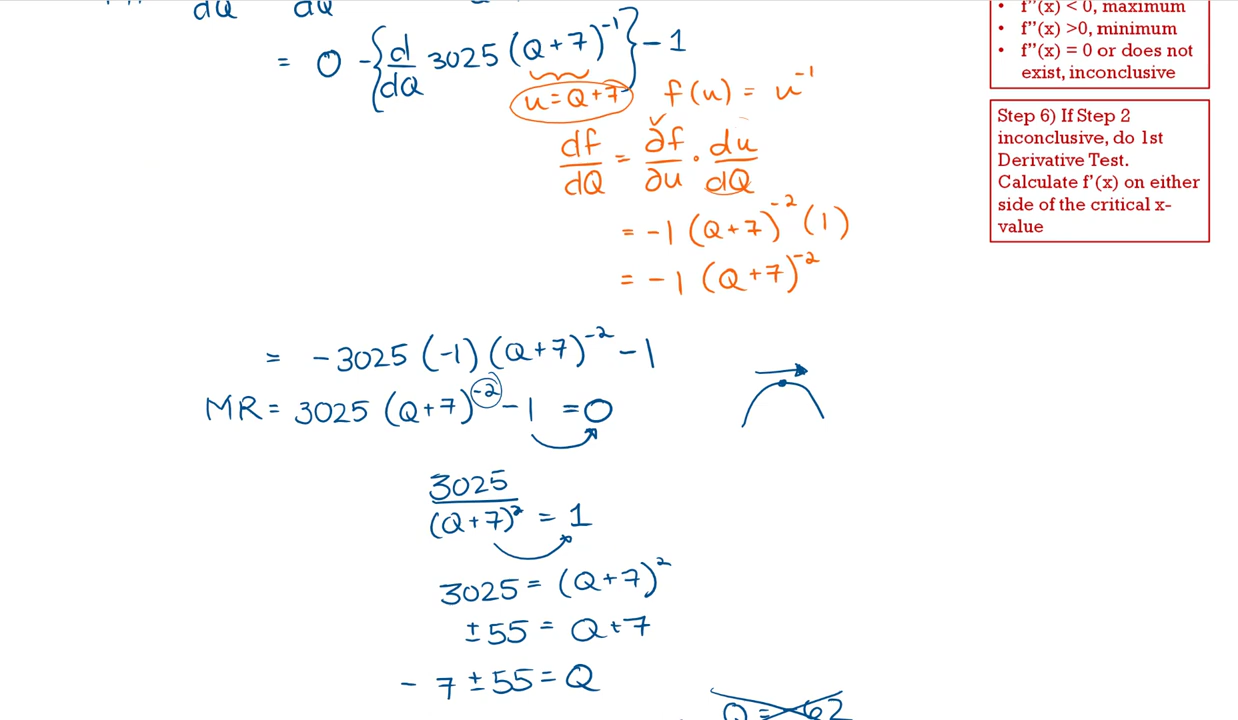 dQ dQ
= 0 - { d/dQ 3025 (Q+7)^-1 } - 1
u = Q+7 f(u) = u^-1
df/dQ = ∂f/∂u · du/dQ
= -1 (Q+7)^-2 (1)
= -1 (Q+7)^-2
= -3025 (-1) (Q+7)^-2 - 1
MR = 3025 (Q+7)^-2 - 1 = 0
3025/(Q+7)^2 = 1
3025 = (Q+7)^2
±55 = Q+7
- 7 ± 55 = Q
• f''(x) < 0, maximum
• f''(x) >0, minimum
• f''(x) = 0 or does not
exist, inconclusive
Step 6) If Step 2
inconclusive, do 1st
Derivative Test.
Calculate f'(x) on either
side of the critical x-
value